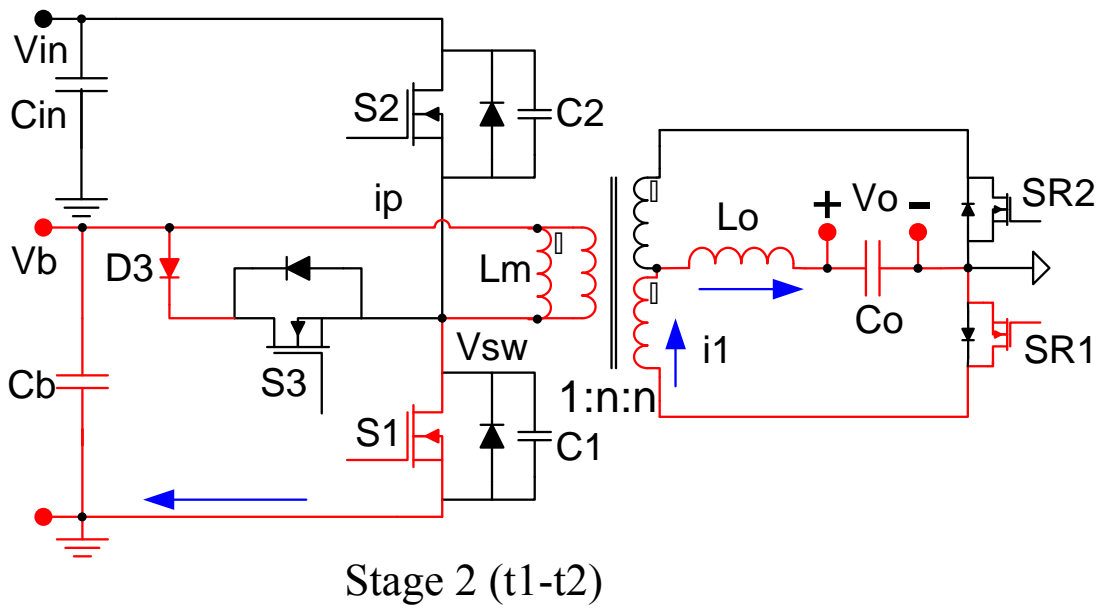 Vin
Cin
S2
C2
ip
Vb
D3
Lm
Lo
+
Vo
-
SR2
Vsw
S3
Cb
S1
C1
1:n:n
i1
Co
SR1
Stage 2 (t1-t2)